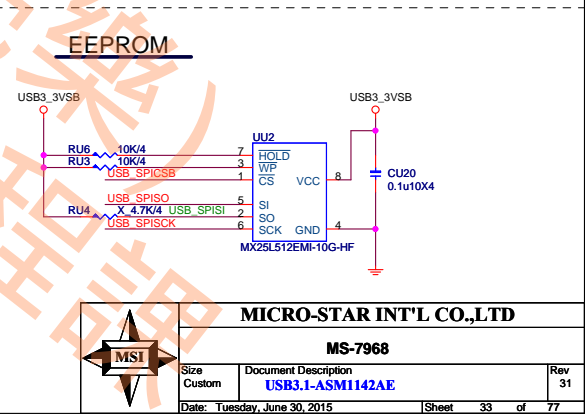 EEPROM
USB3_3VSB
USB3_3VSB
UU2
RU6 10K/4 7 HOLD
RU3 10K/4 3 WP
USB_SPICSB 1 CS VCC 8
CU20
0.1u10X4
USB_SPISO 5 SI
RU4 X_4.7K/4 USB_SPISI 2 SO
USB_SPISCK 6 SCK GND 4
MX25L512EMI-10G-HF
MICRO-STAR INT'L CO.,LTD
MSI
MS-7968
Size Document Description Rev
Custom USB3.1-ASM1142AE 31
Date: Tuesday, June 30, 2015 Sheet 33 of 77